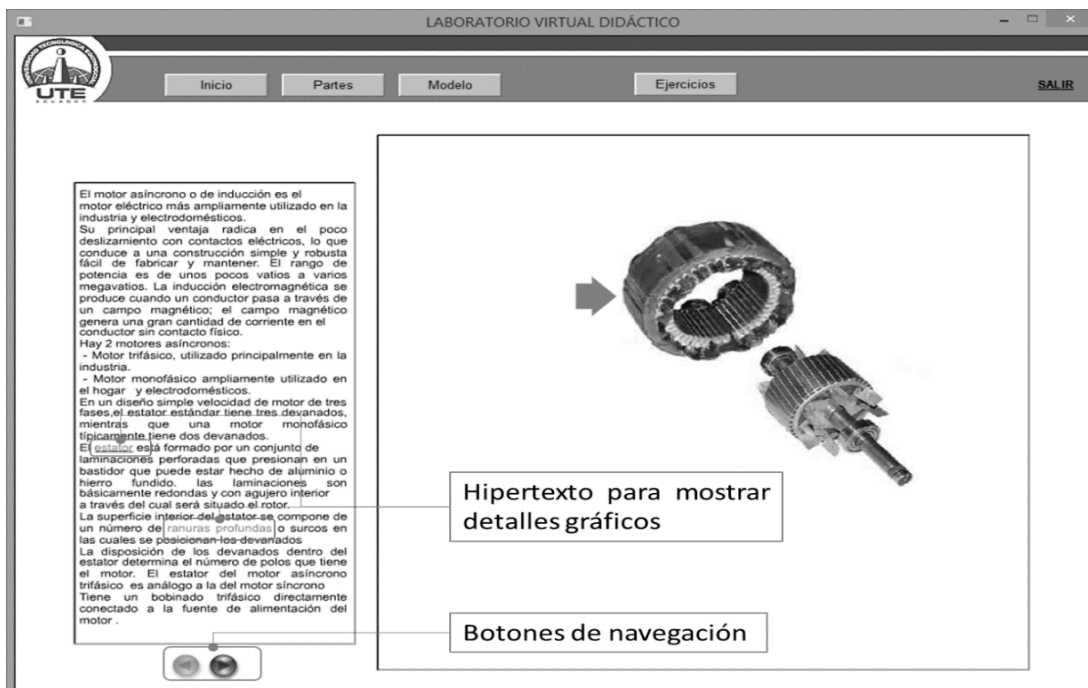 LABORATORIO VIRTUAL DIDÁCTICO
UNIVERSIDAD TECNOLÓGICA EQUINOCCIAL
UTE
ECUADOR
Inicio
Partes
Modelo
Ejercicios
SALIR
El motor asíncrono o de inducción es el
motor eléctrico más ampliamente utilizado en la
industria y electrodomésticos.
Su principal ventaja radica en el poco
deslizamiento con contactos eléctricos, lo que
conduce a una construcción simple y robusta
fácil de fabricar y mantener. El rango de
potencia es de unos pocos vatios a varios
megavatios. La inducción electromagnética se
produce cuando un conductor pasa a través de
un campo magnético; el campo magnético
genera una gran cantidad de corriente en el
conductor sin contacto físico.
Hay 2 motores asíncronos:
- Motor trifásico, utilizado principalmente en la
industria.
- Motor monofásico ampliamente utilizado en
el hogar y electrodomésticos.
En un diseño simple velocidad de motor de tres
fases,el estator estándar tiene tres devanados,
mientras que una motor monofásico
típicamente tiene dos devanados.
El estator está formado por un conjunto de
laminaciones perforadas que presionan en un
bastidor que puede estar hecho de aluminio o
hierro fundido. las laminaciones son
básicamente redondas y con agujero interior
a través del cual será situado el rotor.
La superficie interior del estator se compone de
un número de ranuras profundas o surcos en
las cuales se posicionan los devanados
La disposición de los devanados dentro del
estator determina el número de polos que tiene
el motor. El estator del motor asíncrono
trifásico es análogo a la del motor síncrono
Tiene un bobinado trifásico directamente
conectado a la fuente de alimentación del
motor .
Hipertexto para mostrar
detalles gráficos
Botones de navegación